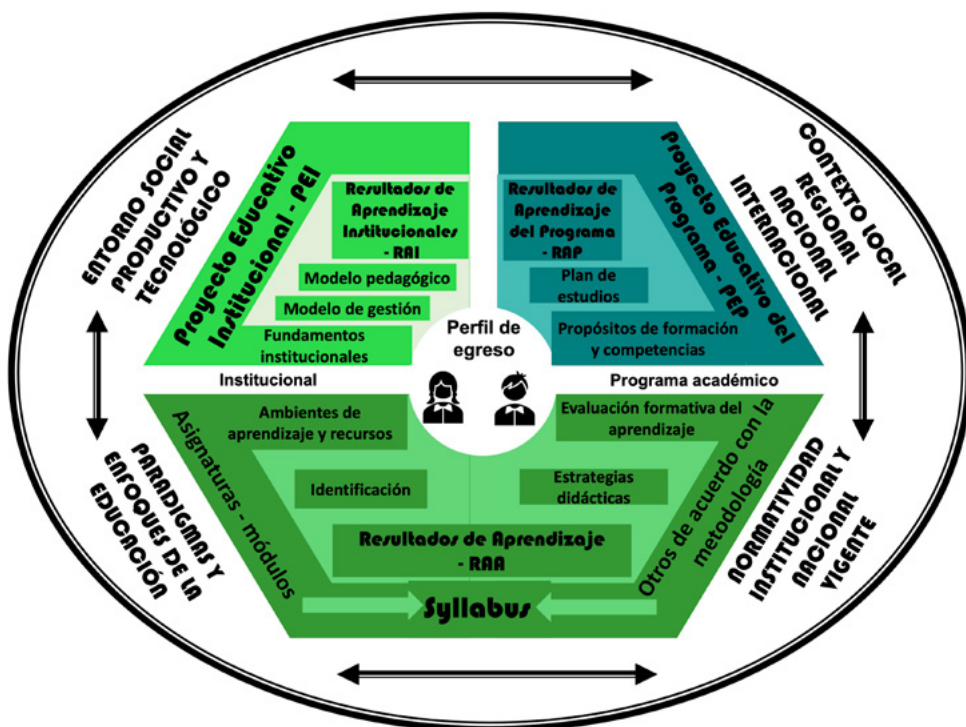 ENTORNO SOCIAL
PRODUCTIVO Y
TECNOLÓGICO
CONTEXTO LOCAL
REGIONAL
NACIONAL
INTERNACIONAL
Proyecto Educativo
Institucional - PEI
Resultados de
Aprendizaje
Institucionales
- RAI
Modelo pedagógico
Modelo de gestión
Fundamentos
institucionales
Proyecto Educativo del
Programa - PEP
Resultados de
Aprendizaje
del Programa - RAP
Plan de
estudios
Propósitos de formación
y competencias
Perfil de
egreso
Institucional
Programa académico
Asignaturas - módulos
Ambientes de
aprendizaje y recursos
Identificación
Evaluación formativa del
aprendizaje
Estrategias
didácticas
Otros de acuerdo con la
metodología
Resultados de Aprendizaje
- RAA
Syllabus
PARADIGMAS Y
ENFOQUES DE LA
EDUCACIÓN
NORMATIVIDAD
INSTITUCIONAL Y
NACIONAL
VIGENTE